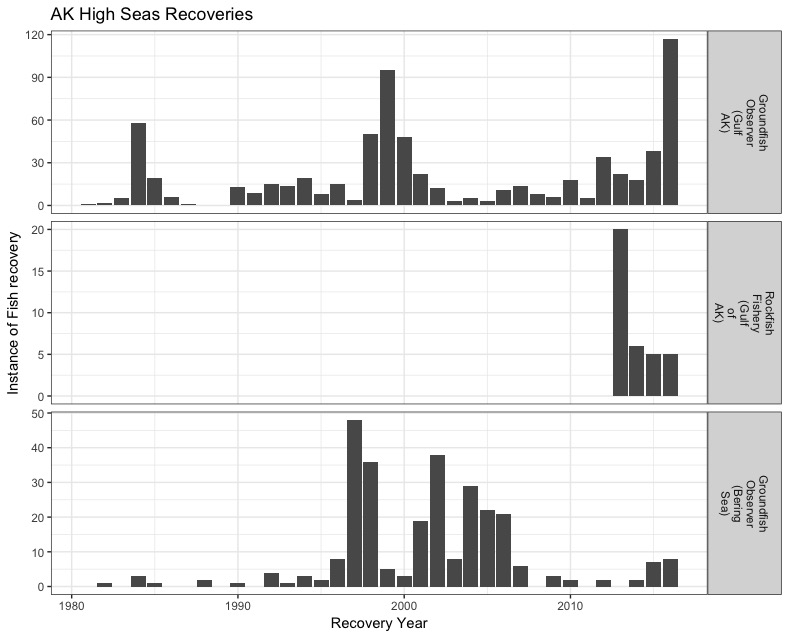 AK High Seas Recoveries
Instance of Fish recovery
120
90
60
30
0
Groundfish
Observer
(Gulf
AK)
20
15
10
5
0
Rockfish
Fishery
(Gulf
of
AK)
50
40
30
20
10
0
Groundfish
Observer
(Bering
Sea)
1980
1990
2000
2010
Recovery Year